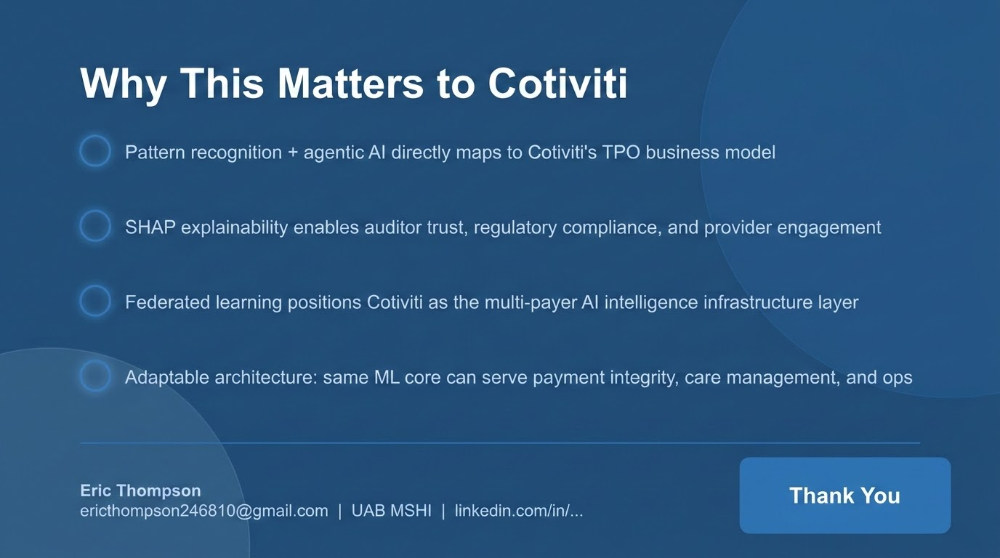 Why This Matters to Cotiviti
Pattern recognition + agentic AI directly maps to Cotiviti's TPO business model
SHAP explainability enables auditor trust, regulatory compliance, and provider engagement
Federated learning positions Cotiviti as the multi-payer AI intelligence infrastructure layer
Adaptable architecture: same ML core can serve payment integrity, care management, and ops
Eric Thompson
ericthompson246810@gmail.com | UAB MSHI | linkedin.com/in/...
Thank You